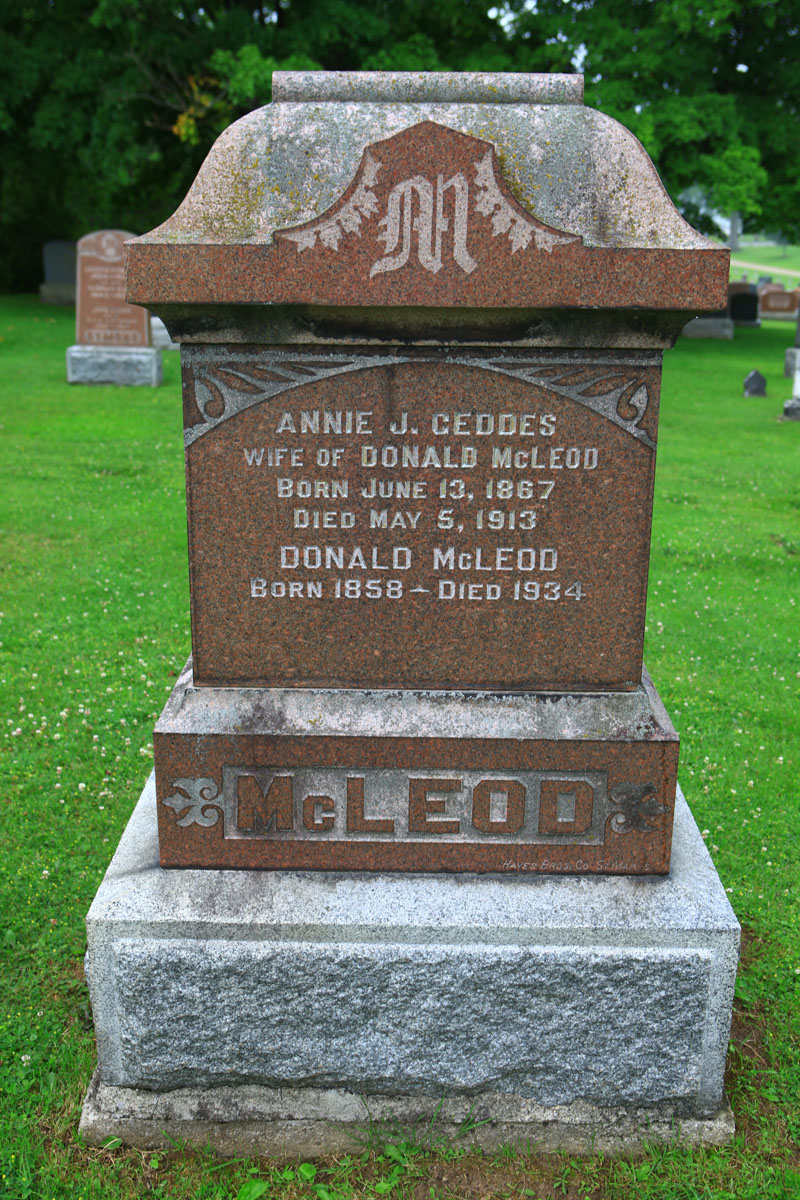 M
ANNIE J. GEDDES
WIFE OF DONALD McLEOD
BORN JUNE 13, 1867
DIED MAY 5, 1913
DONALD McLEOD
BORN 1858 – DIED 1934
McLEOD
HAYES BROS. CO. ST. MARYS